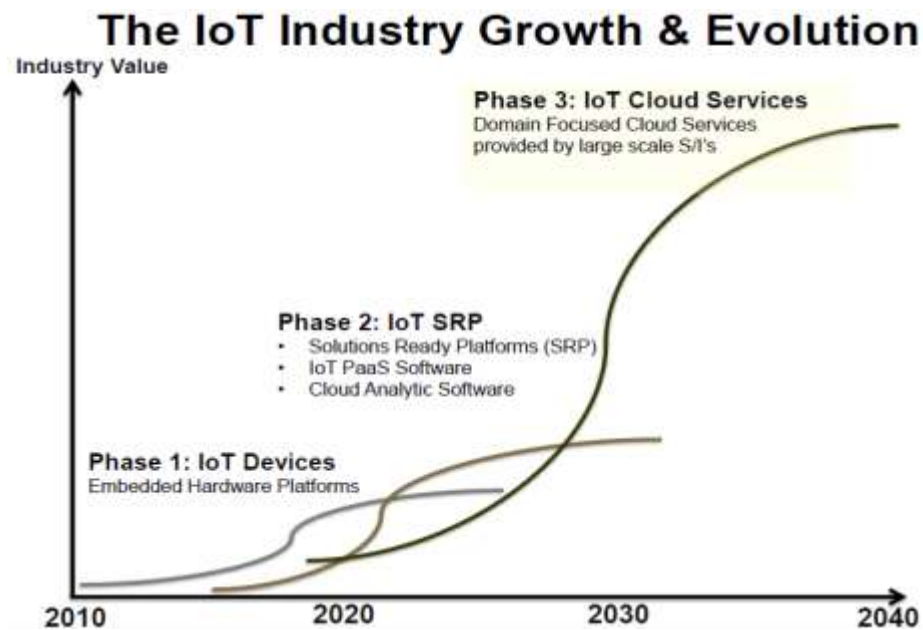 The IoT Industry Growth & Evolution
Industry Value
Phase 3: IoT Cloud Services
Domain Focused Cloud Services
provided by large scale S/I's
Phase 2: IoT SRP
• Solutions Ready Platforms (SRP)
• IoT PaaS Software
• Cloud Analytic Software
Phase 1: IoT Devices
Embedded Hardware Platforms
2010 2020 2030 2040